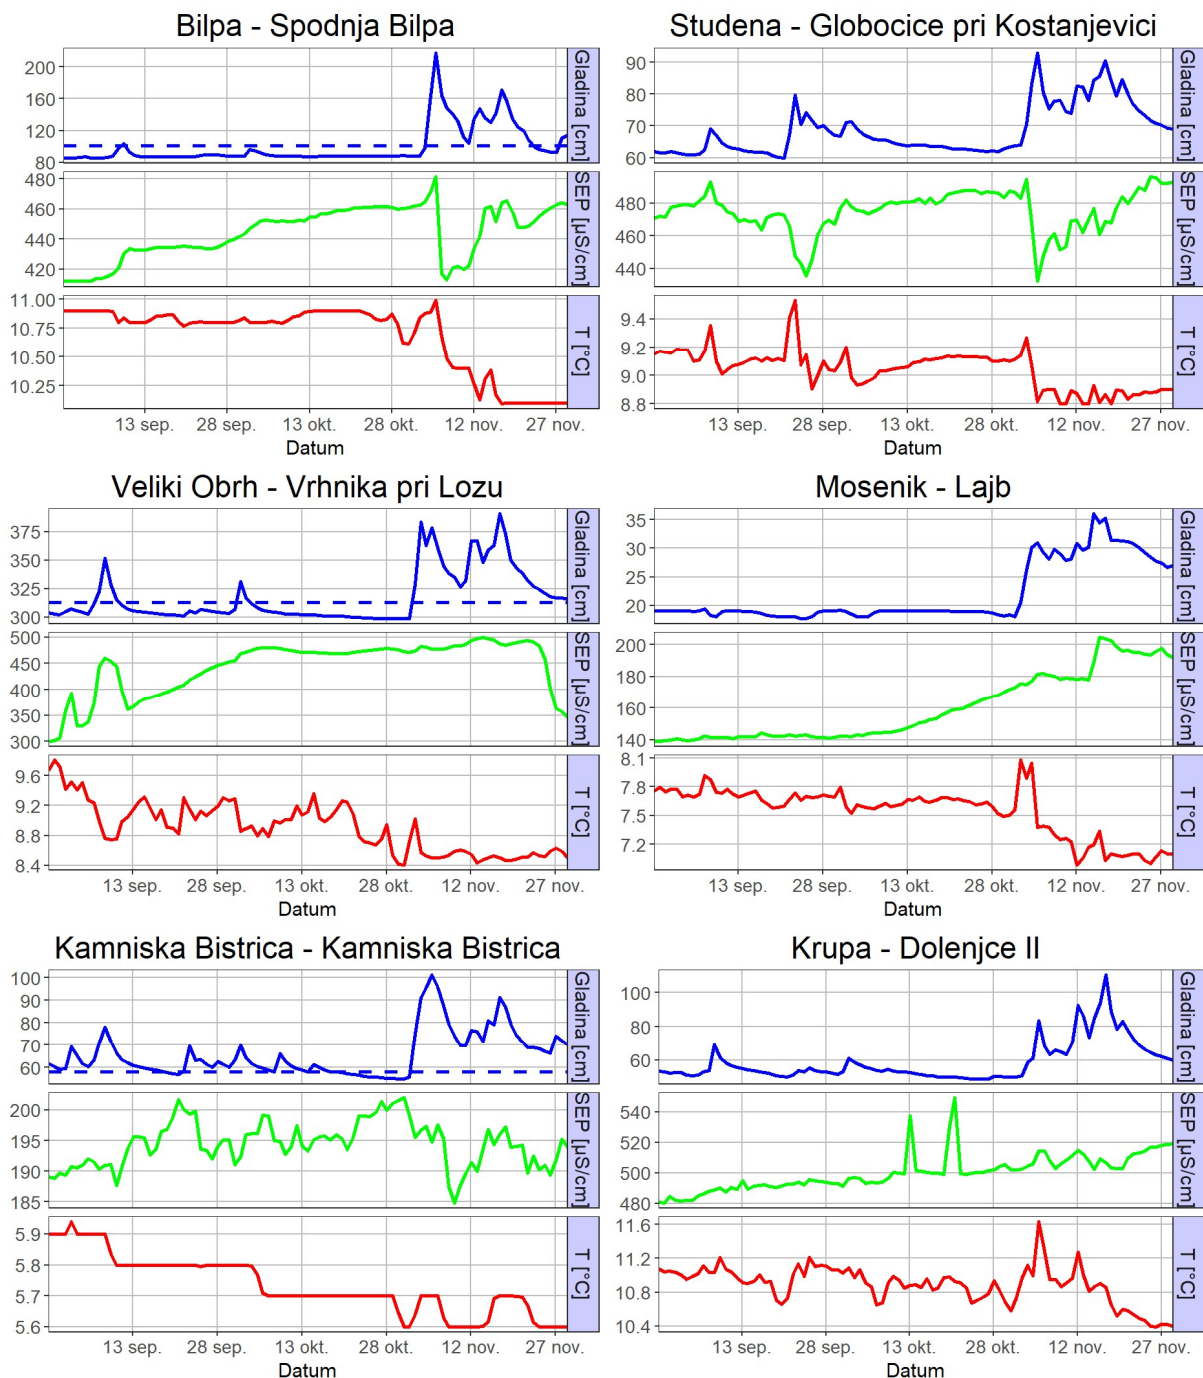 Bilpa - Spodnja Bilpa
200
160
120
80
Gladina [cm]
480
460
440
420
SEP [µS/cm]
11.00
10.75
10.50
10.25
T [°C]
13 sep. 28 sep. 13 okt. 28 okt. 12 nov. 27 nov.
Datum
Studena - Globocice pri Kostanjevici
90
80
70
60
Gladina [cm]
480
460
440
SEP [µS/cm]
9.4
9.2
9.0
8.8
T [°C]
13 sep. 28 sep. 13 okt. 28 okt. 12 nov. 27 nov.
Datum
Veliki Obrh - Vrhnika pri Lozu
375
350
325
300
Gladina [cm]
500
450
400
350
300
SEP [µS/cm]
9.6
9.2
8.8
8.4
T [°C]
13 sep. 28 sep. 13 okt. 28 okt. 12 nov. 27 nov.
Datum
Mosenik - Lajb
35
30
25
20
Gladina [cm]
200
180
160
140
SEP [µS/cm]
8.1
7.8
7.5
7.2
T [°C]
13 sep. 28 sep. 13 okt. 28 okt. 12 nov. 27 nov.
Datum
Kamniska Bistrica - Kamniska Bistrica
100
90
80
70
60
Gladina [cm]
200
195
190
185
SEP [µS/cm]
5.9
5.8
5.7
5.6
T [°C]
13 sep. 28 sep. 13 okt. 28 okt. 12 nov. 27 nov.
Datum
Krupa - Dolenjce II
100
80
60
Gladina [cm]
540
520
500
480
SEP [µS/cm]
11.6
11.2
10.8
10.4
T [°C]
13 sep. 28 sep. 13 okt. 28 okt. 12 nov. 27 nov.
Datum